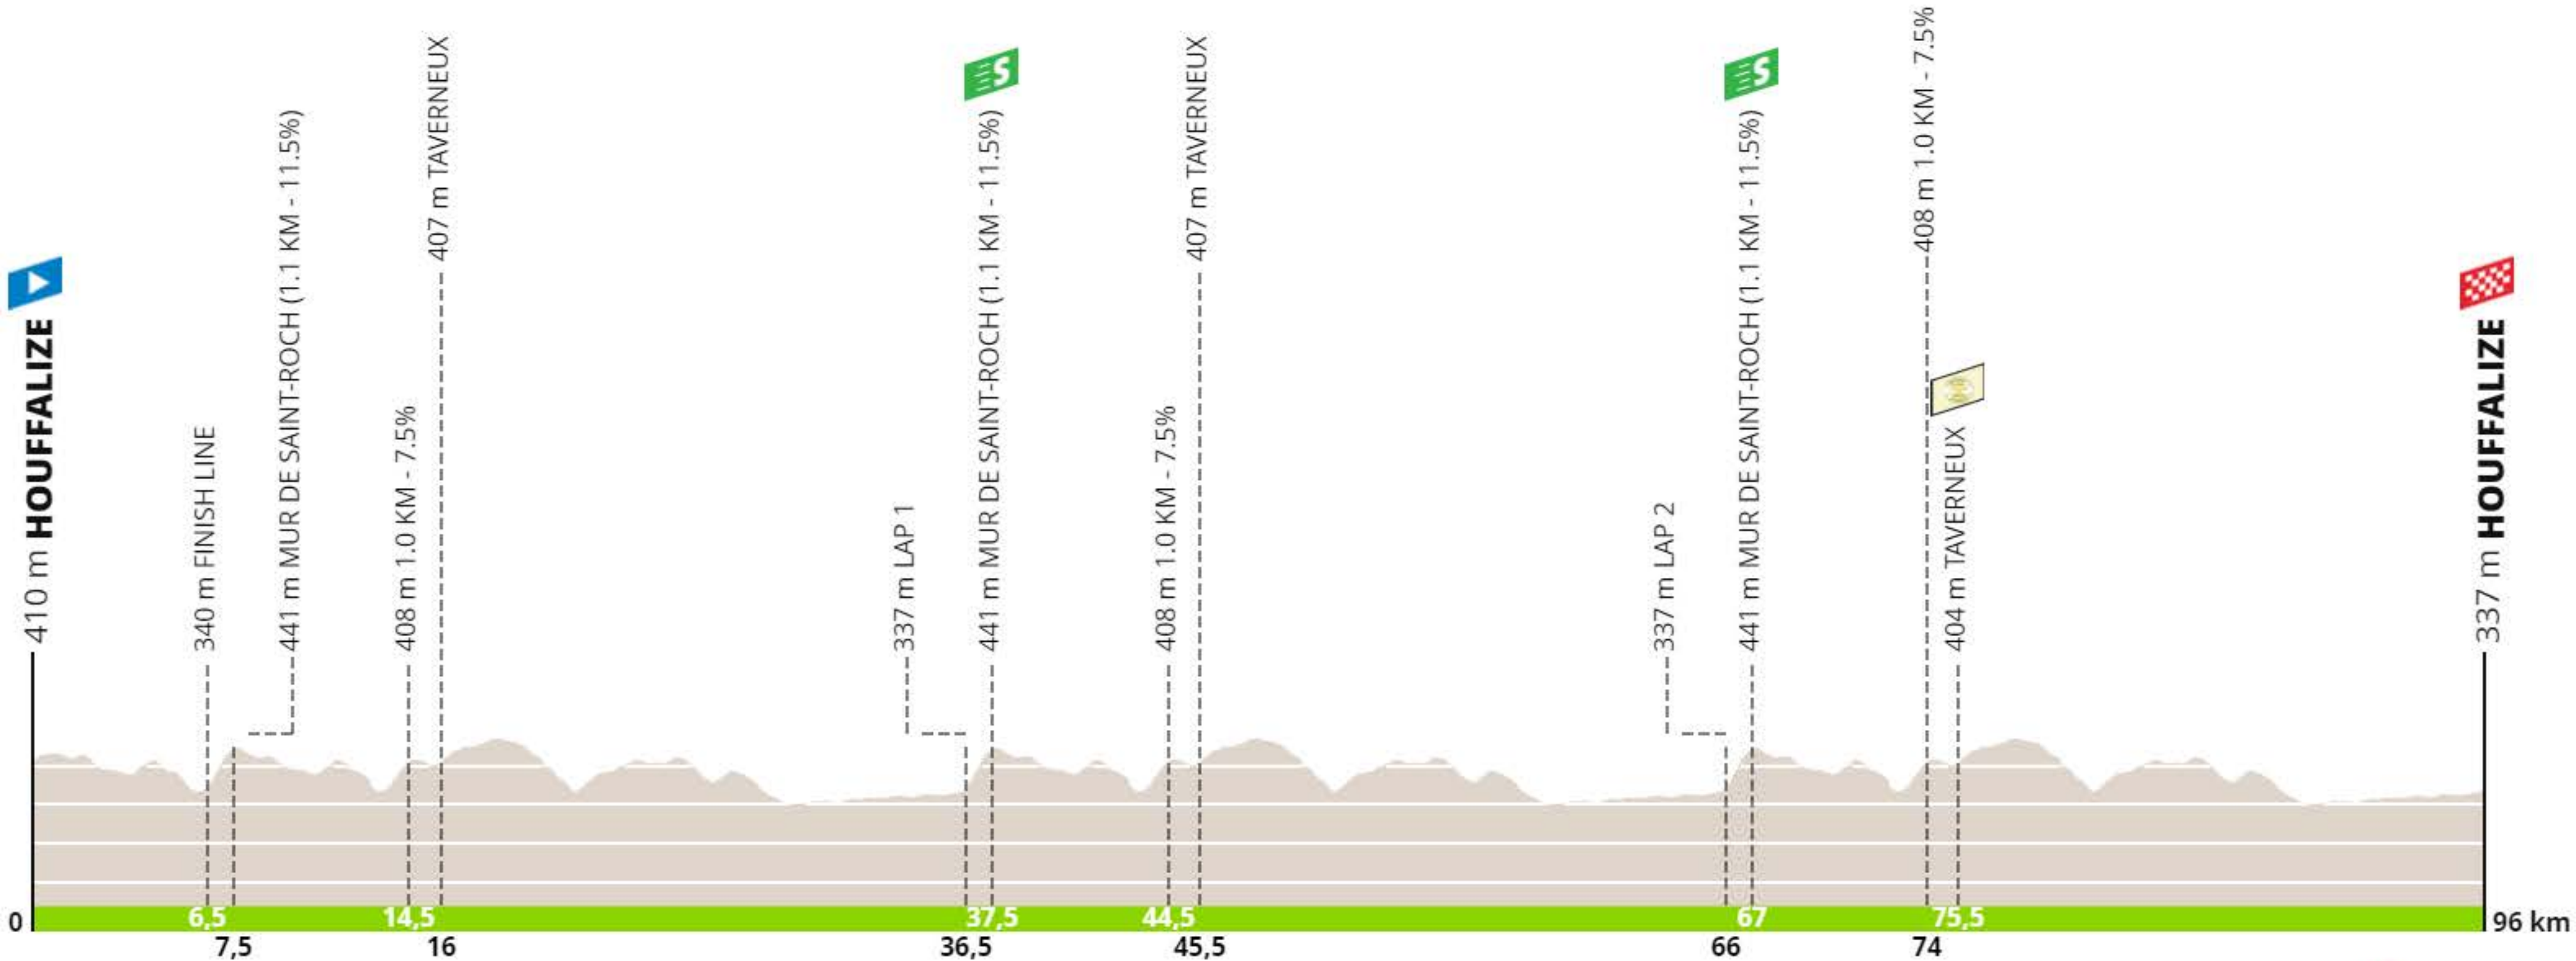 410 m HOUFFALIZE
340 m FINISH LINE
441 m MUR DE SAINT-ROCH (1.1 KM - 11.5%)
408 m 1.0 KM - 7.5%
407 m TAVERNEUX
337 m LAP 1
S
441 m MUR DE SAINT-ROCH (1.1 KM - 11.5%)
408 m 1.0 KM - 7.5%
407 m TAVERNEUX
337 m LAP 2
S
441 m MUR DE SAINT-ROCH (1.1 KM - 11.5%)
408 m 1.0 KM - 7.5%
404 m TAVERNEUX
337 m HOUFFALIZE
0 6,5 14,5 37,5 44,5 67 75,5 96 km
7,5 16 36,5 45,5 66 74